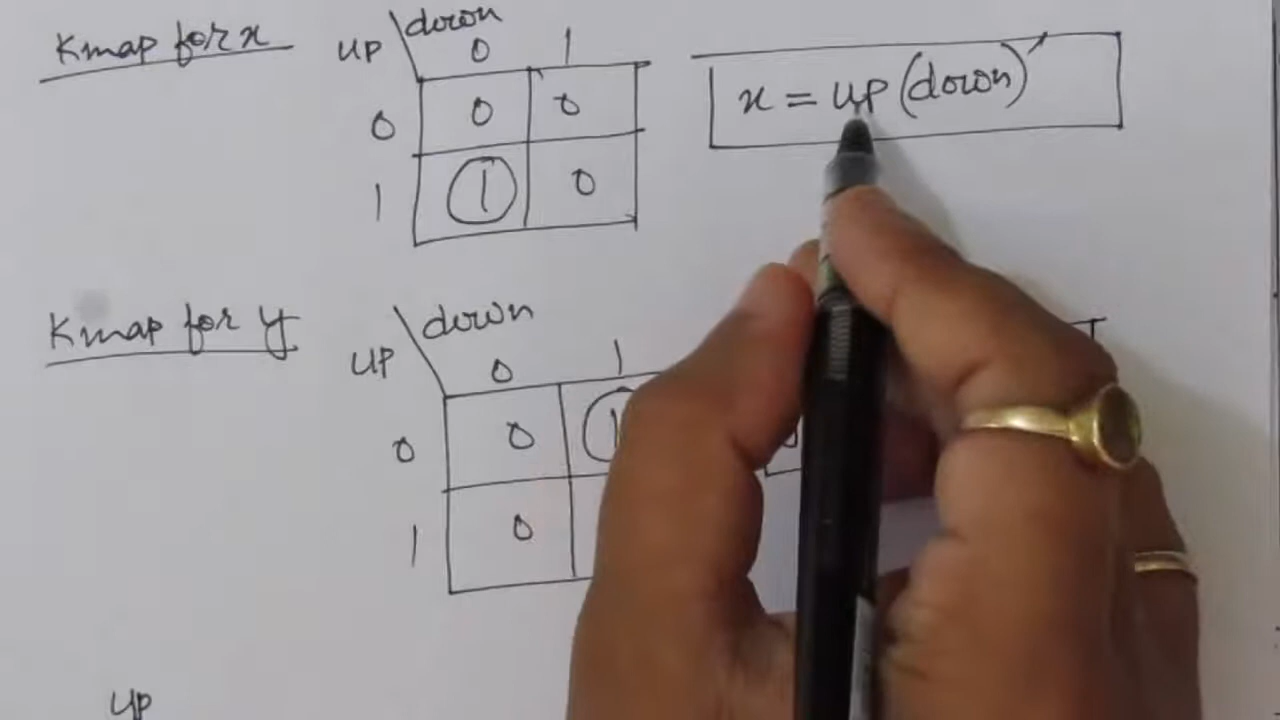 Kmap for x
up \ down
0 1
0 0 0
1 1 0
x = up (down)'
Kmap for y
up \ down
0 1
0 0 1
1 0
up